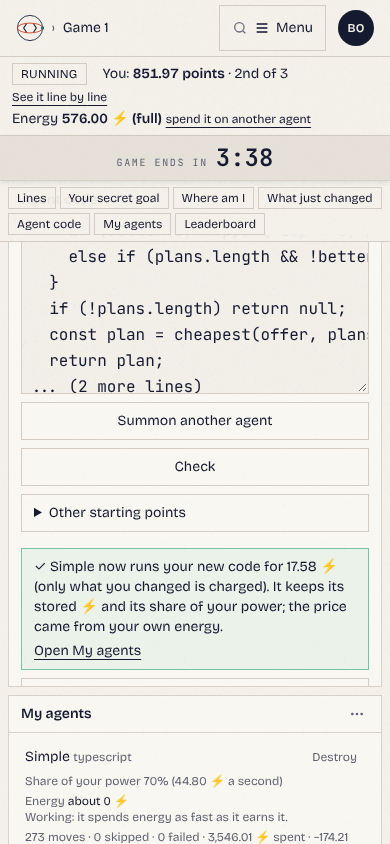 › Game 1
Menu
BO
RUNNING You: 851.97 points · 2nd of 3
See it line by line
Energy 576.00 ⚡ (full) spend it on another agent
GAME ENDS IN 3:38
Lines Your secret goal Where am I What just changed
Agent code My agents Leaderboard
else if (plans.length && !better
}
if (!plans.length) return null;
const plan = cheapest(offer, plans
return plan;
... (2 more lines)
Summon another agent
Check
▶ Other starting points
✓ Simple now runs your new code for 17.58 ⚡
(only what you changed is charged). It keeps its
stored ⚡ and its share of your power; the price
came from your own energy.
Open My agents
My agents ···
Simple typescript Destroy
Share of your power 70% (44.80 ⚡ a second)
Energy about 0 ⚡
Working: it spends energy as fast as it earns it.
273 moves · 0 skipped · 0 failed · 3,546.01 ⚡ spent · −174.21